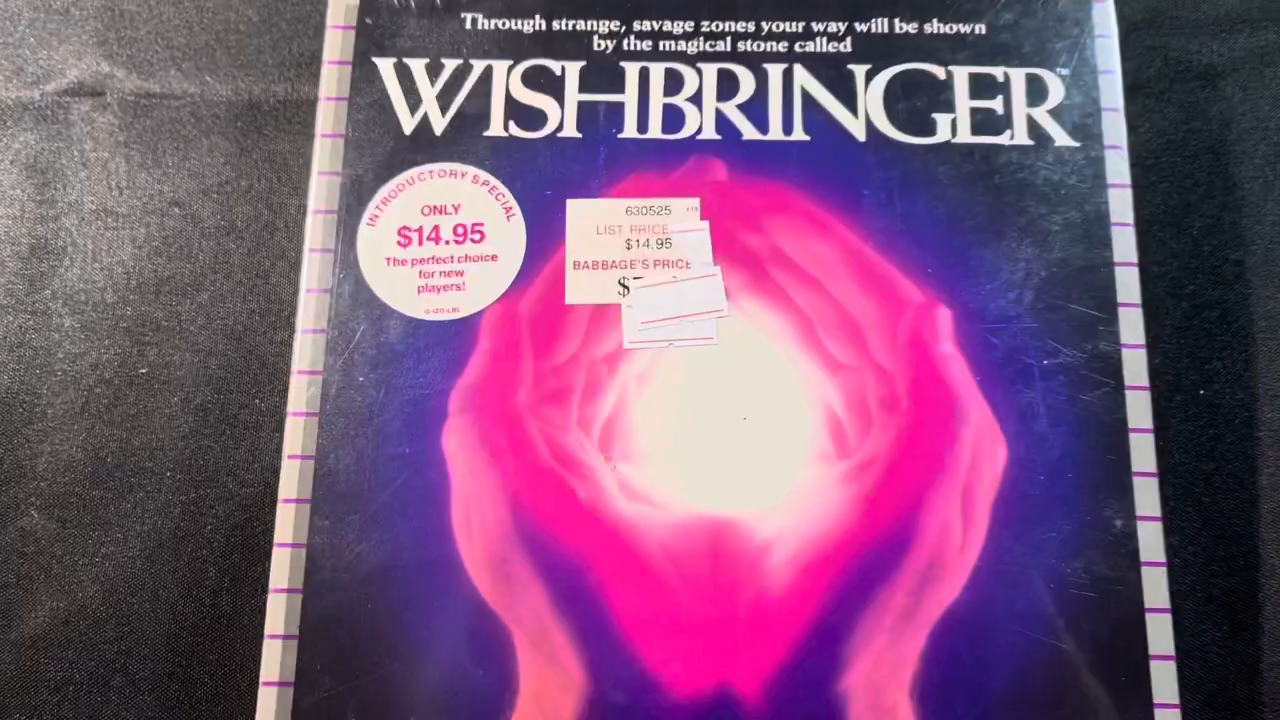 Through strange, savage zones your way will be shown
by the magical stone called
WISHBRINGER™
INTRODUCTORY SPECIAL
ONLY
$14.95
The perfect choice
for new
players!
630525
LIST PRICE
$14.95
BABBAGE'S PRICE
$